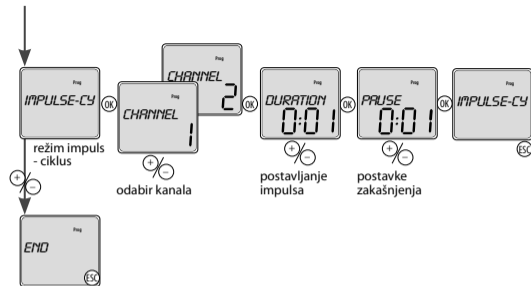 Prog
IMPULSE-CY
OK
Prog
CHANNEL
2
Prog
CHANNEL
1
OK
Prog
DURATION
0:01
OK
Prog
PAUSE
0:01
OK
Prog
IMPULSE-CY
ESC
režim impuls
- ciklus
+ -
odabir kanala
+ -
postavljanje
impulsa
+ -
postavke
zakašnjenja
+ -
Prog
END
ESC